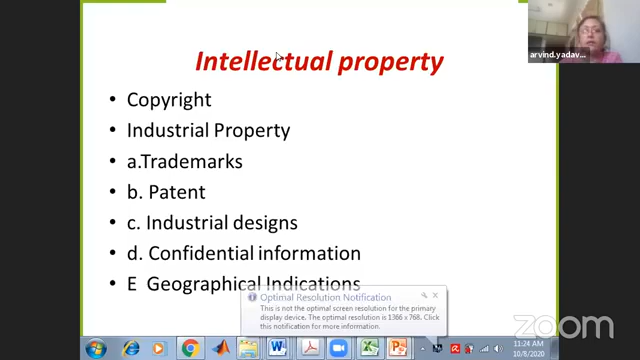 Intellectual property
arvind.yadav...
• Copyright
• Industrial Property
• a.Trademarks
• b. Patent
• c. Industrial designs
• d. Confidential information
• E Geographical Indications
Optimal Resolution Notification
This is not the optimal screen resolution for the primary
display device. The optimal resolution is 1366 x 768. Click
this notification for more information.
zoom
11:24 AM
10/8/2020